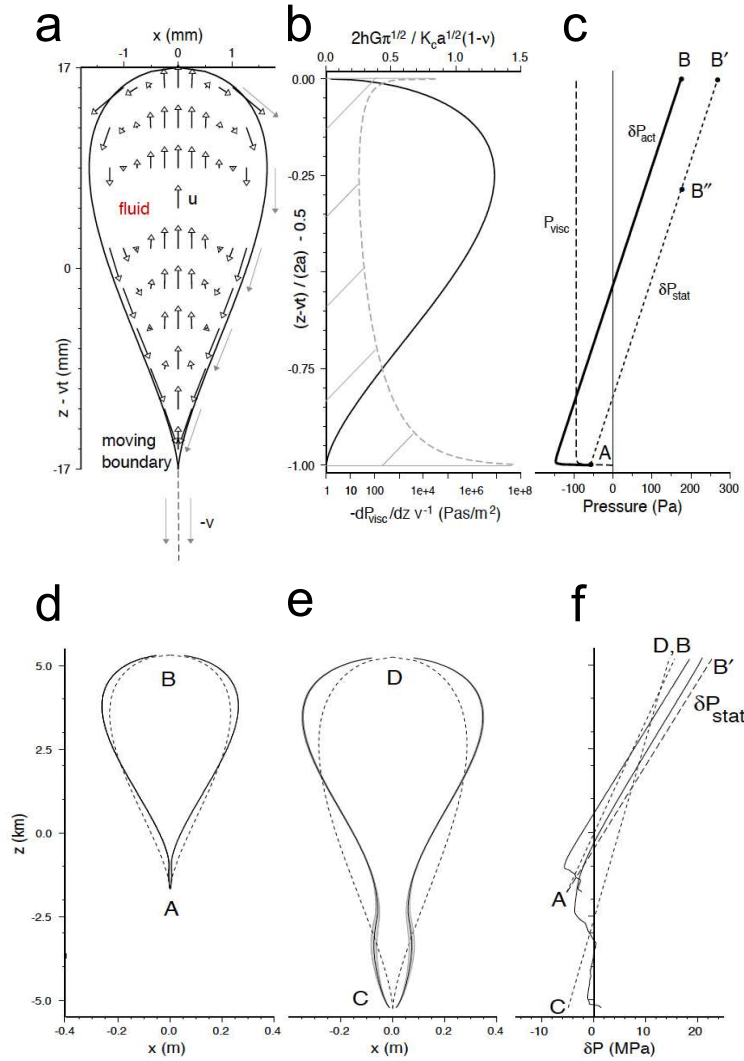 a
x (mm)
-1 0 1
17
0
-17
z - vt (mm)
fluid
u
moving
boundary
-v
b
2hGπ^1/2 / K_c a^1/2(1-ν)
0.0 0.5 1.0 1.5
0.00
-0.25
-0.50
-0.75
-1.00
(z-vt) / (2a) - 0.5
1 10 100 1e+4 1e+6 1e+8
-dP_visc/dz v^-1 (Pas/m^2)
c
B B′
δP_act
B″
P_visc
δP_stat
A
-100 0 100 200 300
Pressure (Pa)
d
5.0
2.5
0.0
-2.5
-5.0
z (km)
B
A
-0.4 -0.2 0.0 0.2 0.4
x (m)
e
D
C
-0.4 -0.2 0.0 0.2 0.4
x (m)
f
D,B
B′
δP_stat
A
C
-10 0 10 20
δP (MPa)